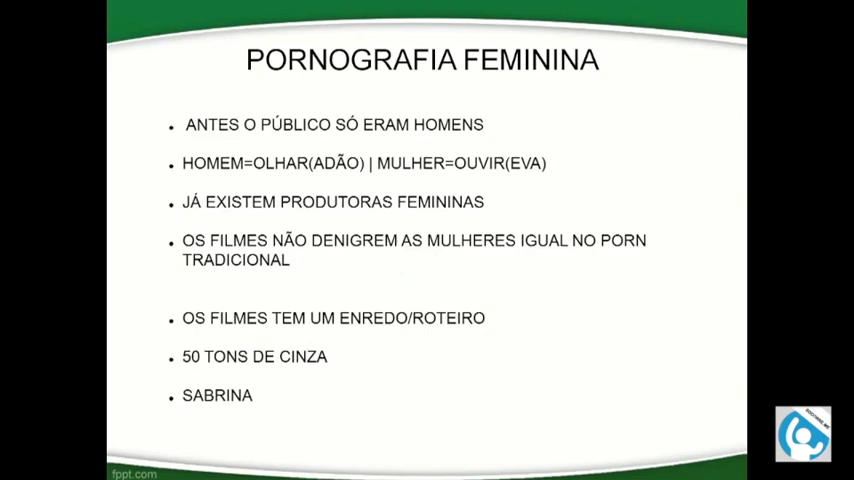 PORNOGRAFIA FEMININA
• ANTES O PÚBLICO SÓ ERAM HOMENS
• HOMEM=OLHAR(ADÃO) | MULHER=OUVIR(EVA)
• JÁ EXISTEM PRODUTORAS FEMININAS
• OS FILMES NÃO DENIGREM AS MULHERES IGUAL NO PORN
TRADICIONAL
• OS FILMES TEM UM ENREDO/ROTEIRO
• 50 TONS DE CINZA
• SABRINA
fppt.com